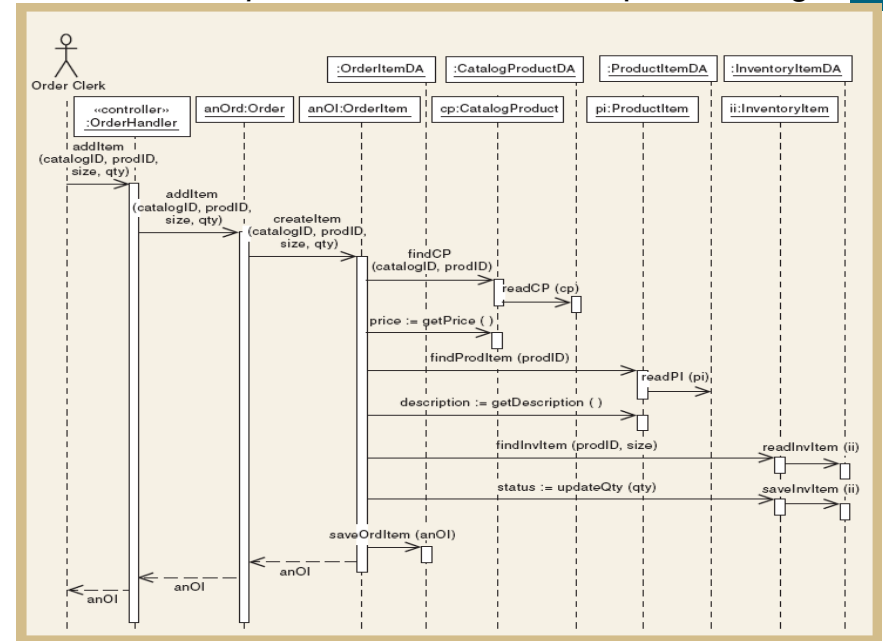 :OrderItemDA
:CatalogProductDA
:ProductItemDA
:InventoryItemDA
Order Clerk
«controller»
:OrderHandler
anOrd:Order
anOI:OrderItem
cp:CatalogProduct
pi:ProductItem
ii:InventoryItem
addItem
(catalogID, prodID,
size, qty)
addItem
(catalogID, prodID,
size, qty)
createItem
(catalogID, prodID,
size, qty)
findCP
(catalogID, prodID)
readCP (cp)
price := getPrice ( )
findProdItem (prodID)
readPI (pi)
description := getDescription ( )
findInvItem (prodID, size)
readInvItem (ii)
status := updateQty (qty)
saveInvItem (ii)
saveOrdItem (anOI)
anOI
anOI
anOI